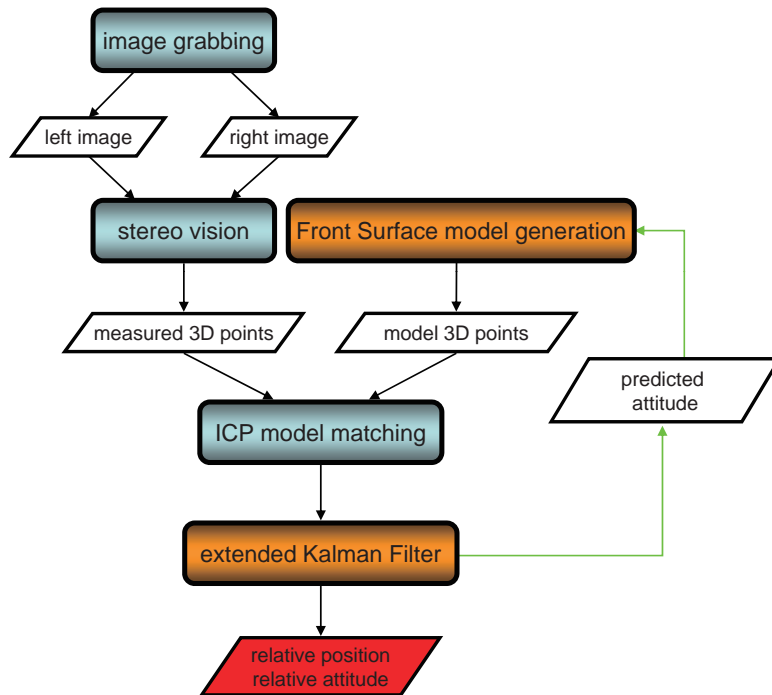 image grabbing
left image
right image
stereo vision
Front Surface model generation
measured 3D points
model 3D points
predicted
attitude
ICP model matching
extended Kalman Filter
relative position
relative attitude